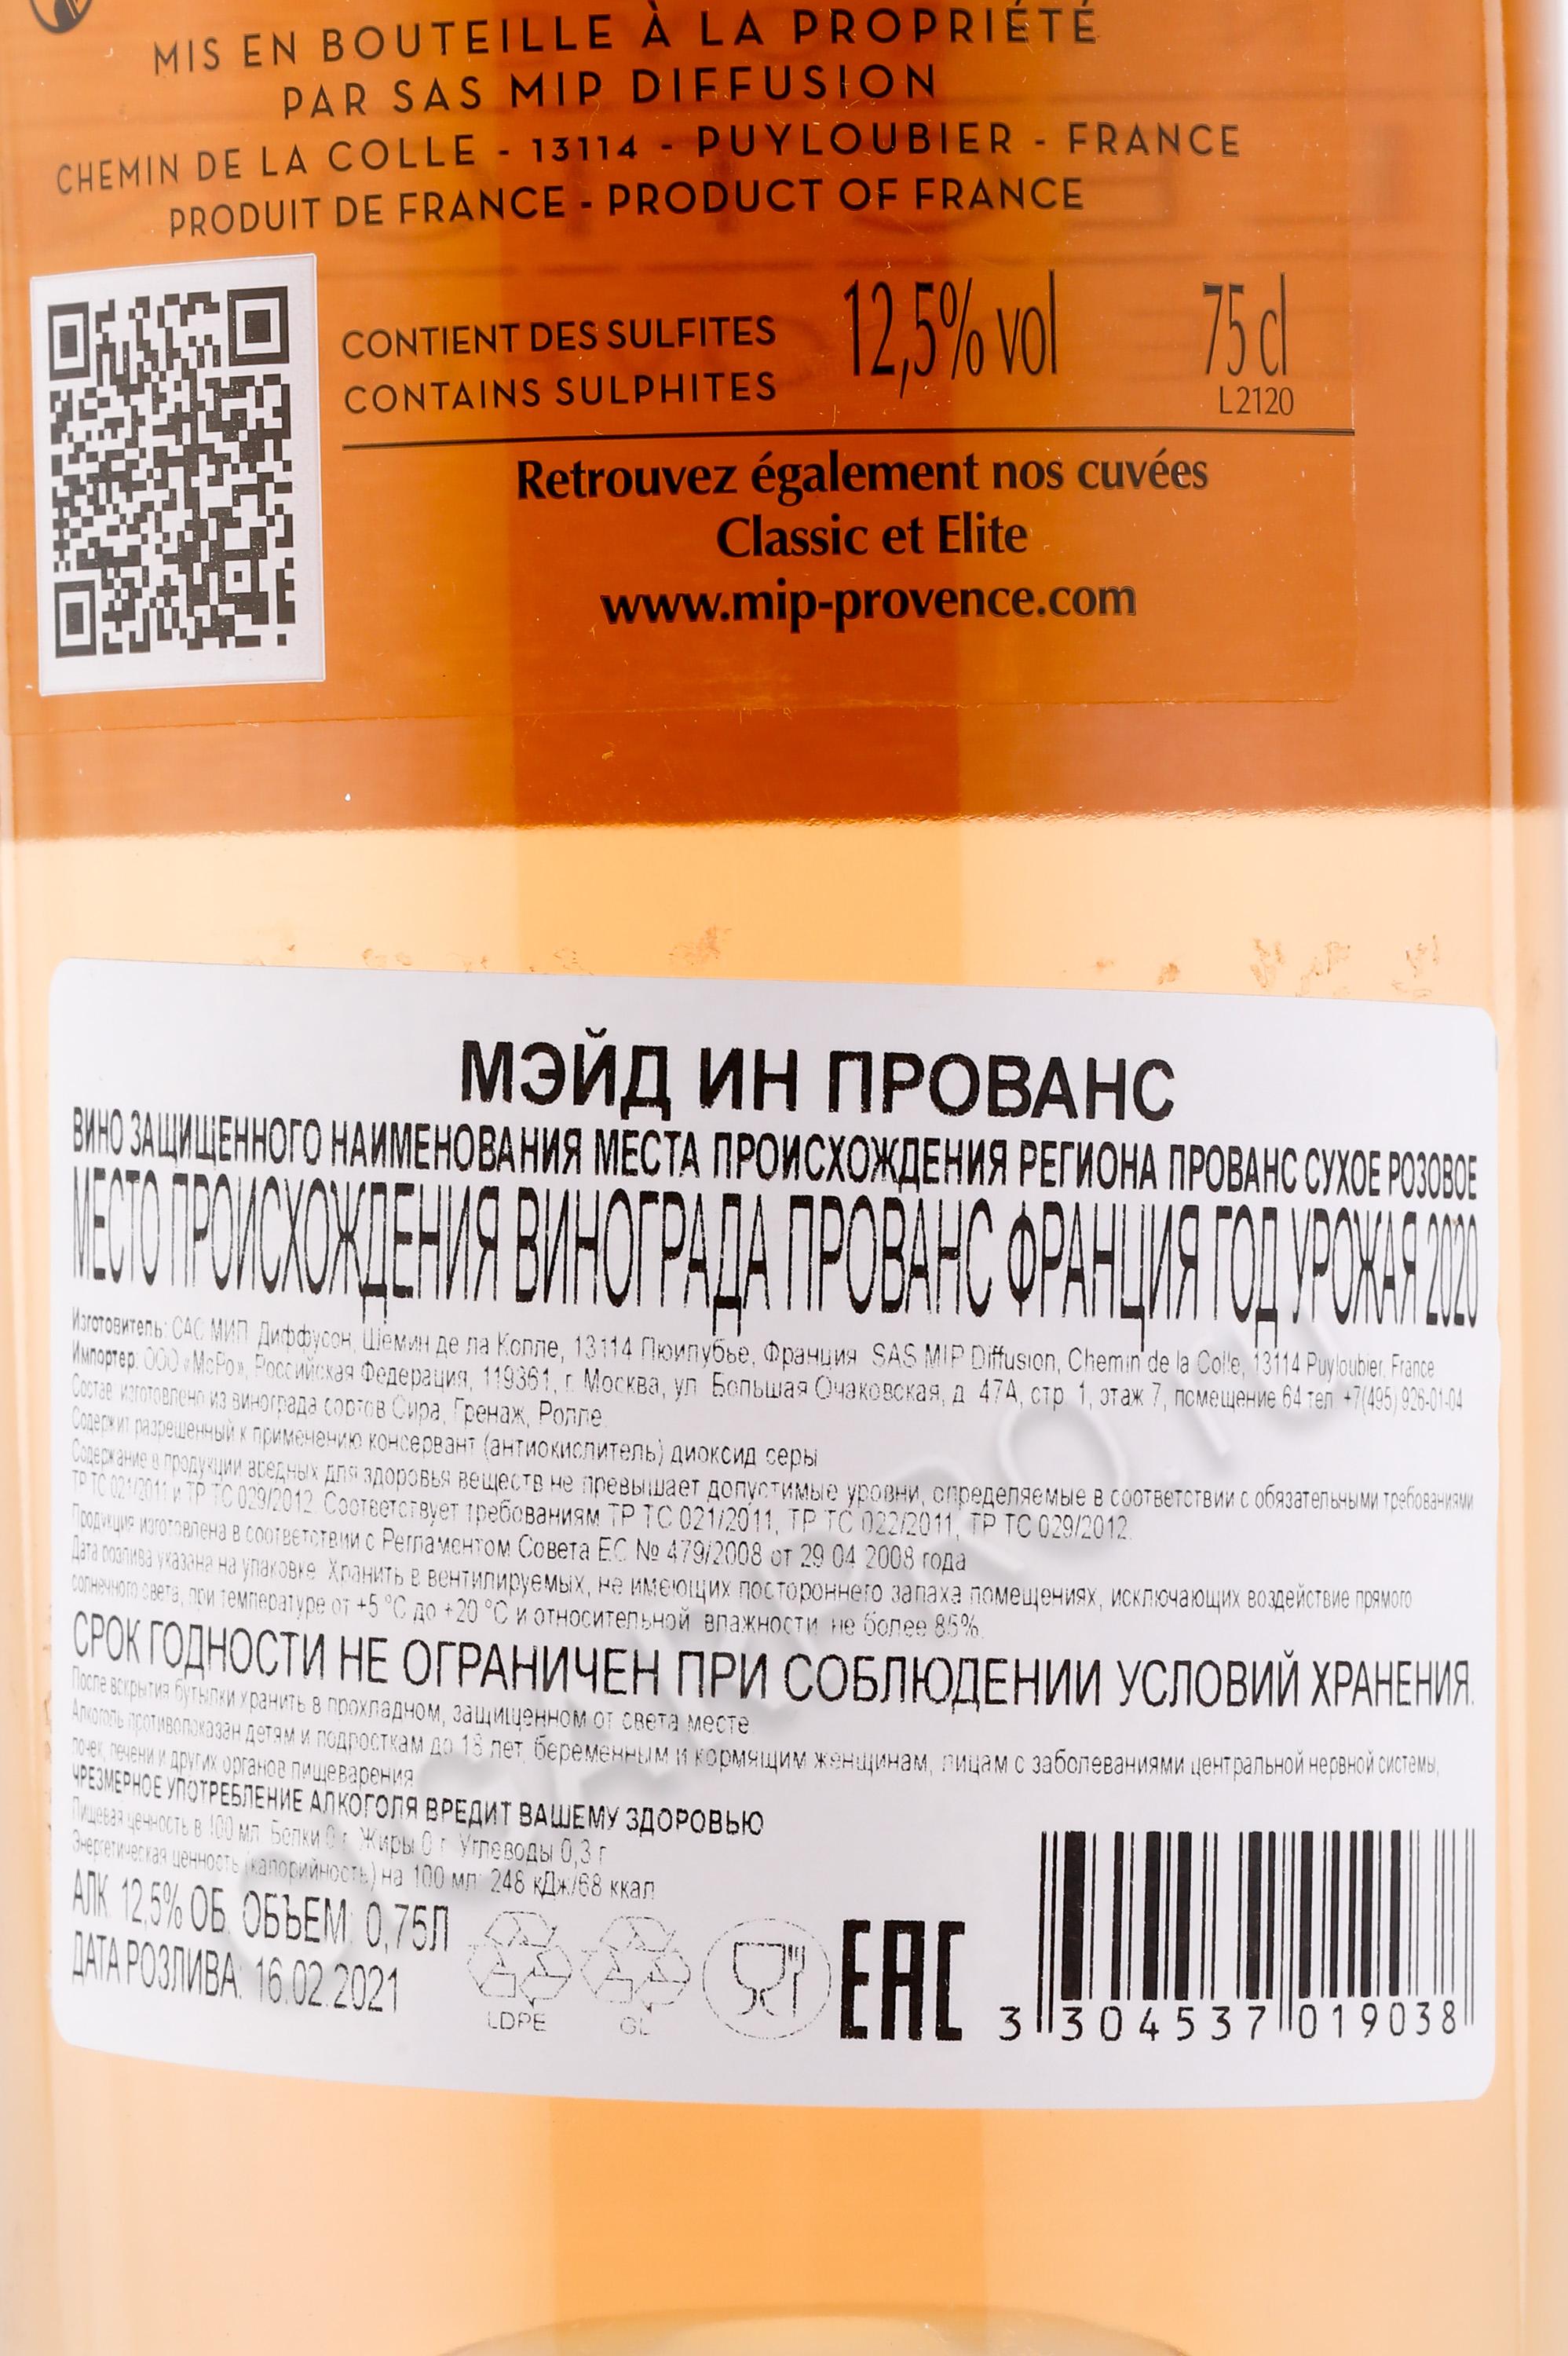 MIS EN BOUTEILLE À LA PROPRIÉTÉ
PAR SAS MIP DIFFUSION
CHEMIN DE LA COLLE - 13114 - PUYLOUBIER - FRANCE
PRODUIT DE FRANCE - PRODUCT OF FRANCE
CONTIENT DES SULFITES
CONTAINS SULPHITES
12,5% vol
75 cl
L2120
Retrouvez également nos cuvées
Classic et Elite
www.mip-provence.com
МЭЙД ИН ПРОВАНС
ВИНО ЗАЩИЩЕННОГО НАИМЕНОВАНИЯ МЕСТА ПРОИСХОЖДЕНИЯ РЕГИОНА ПРОВАНС СУХОЕ РОЗОВОЕ
МЕСТО ПРОИСХОЖДЕНИЯ ВИНОГРАДА ПРОВАНС ФРАНЦИЯ ГОД УРОЖАЯ 2020
Изготовитель: САС МИП Диффусон, Шемин де ла Колле, 13114 Пюилубье, Франция SAS MIP Diffusion, Chemin de la Colle, 13114 Puyloubier, France
Импортер: ООО «МоРо», Российская Федерация, 119361, г. Москва, ул. Большая Очаковская, д. 47А, стр. 1, этаж 7, помещение 64 тел. +7(495) 926-01-04
Состав: изготовлено из винограда сортов Сира, Гренаж, Ролле.
Содержит разрешенный к применению консервант (антиокислитель) диоксид серы
Содержание в продукции вредных для здоровья веществ не превышает допустимые уровни, определяемые в соответствии с обязательными требованиями
ТР ТС 021/2011 и ТР ТС 029/2012. Соответствует требованиям ТР ТС 021/2011, ТР ТС 022/2011, ТР ТС 029/2012.
Продукция изготовлена в соответствии с Регламентом Совета ЕС № 479/2008 от 29.04.2008 года
Дата розлива указана на упаковке. Хранить в вентилируемых, не имеющих постороннего запаха помещениях, исключающих воздействие прямого
солнечного света, при температуре от +5 °C до +20 °C и относительной влажности не более 85%.
СРОК ГОДНОСТИ НЕ ОГРАНИЧЕН ПРИ СОБЛЮДЕНИИ УСЛОВИЙ ХРАНЕНИЯ.
После вскрытия бутылки хранить в прохладном, защищенном от света месте
Алкоголь противопоказан детям и подросткам до 18 лет, беременным и кормящим женщинам, лицам с заболеваниями центральной нервной системы,
почек, печени и других органов пищеварения
ЧРЕЗМЕРНОЕ УПОТРЕБЛЕНИЕ АЛКОГОЛЯ ВРЕДИТ ВАШЕМУ ЗДОРОВЬЮ
Пищевая ценность в 100 мл: Белки 0 г. Жиры 0 г. Углеводы 0,3 г
Энергетическая ценность (калорийность) на 100 мл: 248 кДж/68 ккал
АЛК. 12,5% ОБ. ОБЪЕМ: 0,75Л
ДАТА РОЗЛИВА: 16.02.2021
LDPE
GL
EAC
3 304537 019038